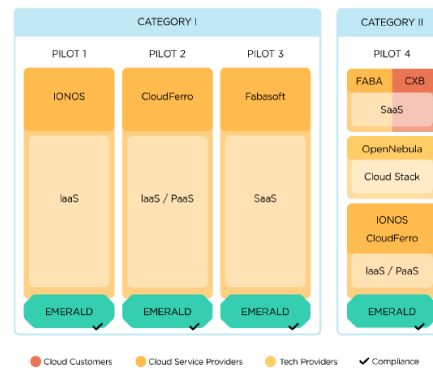 CATEGORY I
PILOT 1
PILOT 2
PILOT 3
IONOS
CloudFerro
Fabasoft
IaaS
IaaS / PaaS
SaaS
EMERALD
EMERALD
EMERALD
CATEGORY II
PILOT 4
FABA
CXB
SaaS
OpenNebula
Cloud Stack
IONOS
CloudFerro
IaaS / PaaS
EMERALD
Cloud Customers
Cloud Service Providers
Tech Providers
Compliance